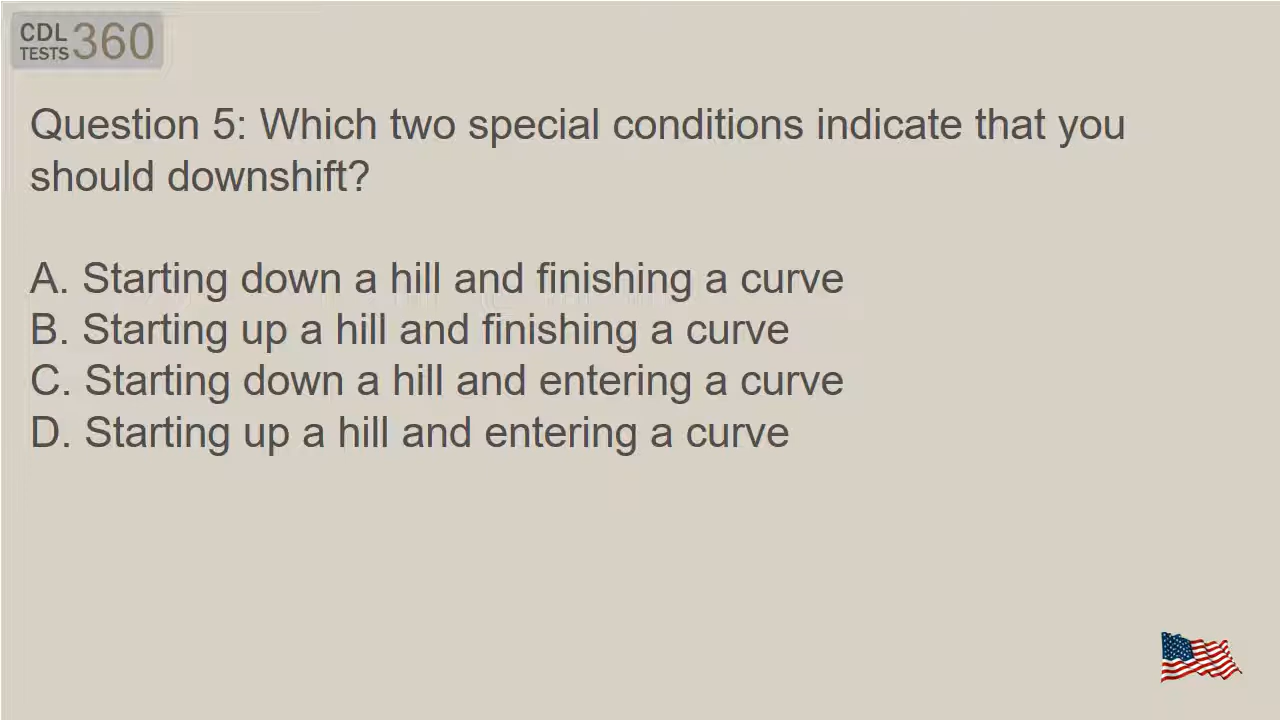 CDL
TESTS 360
Question 5: Which two special conditions indicate that you
should downshift?
A. Starting down a hill and finishing a curve
B. Starting up a hill and finishing a curve
C. Starting down a hill and entering a curve
D. Starting up a hill and entering a curve